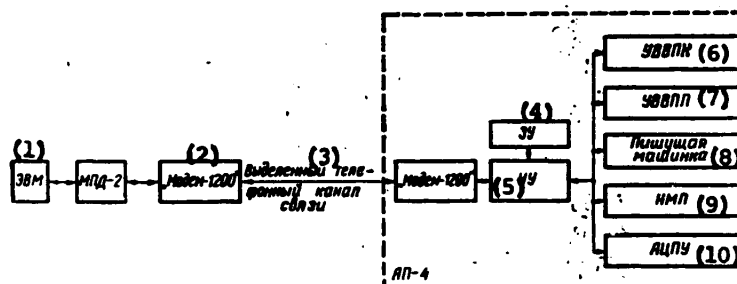 УВВПК (6)
УВВПЛ (7)
(4)
ЗУ
Пишущая
машинка (8)
(1)
ЭВМ
МПД-2
(2)
„Модем-1200"
(3)
Выделенный теле-
фонный канал
связи
„Модем-1200"
(5) УУ
НМЛ (9)
АЦПУ (10)
АП-4